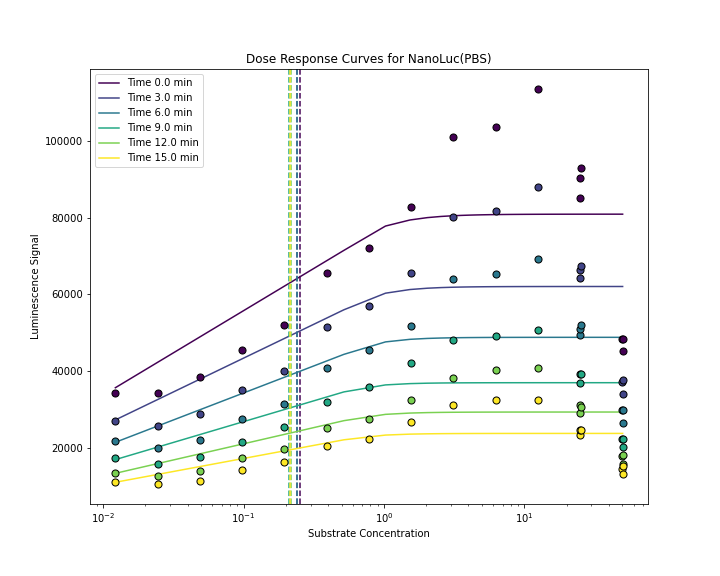 Dose Response Curves for NanoLuc(PBS)
Time 0.0 min
Time 3.0 min
Time 6.0 min
Time 9.0 min
Time 12.0 min
Time 15.0 min
Luminescence Signal
100000
80000
60000
40000
20000
10⁻² 10⁻¹ 10⁰ 10¹
Substrate Concentration